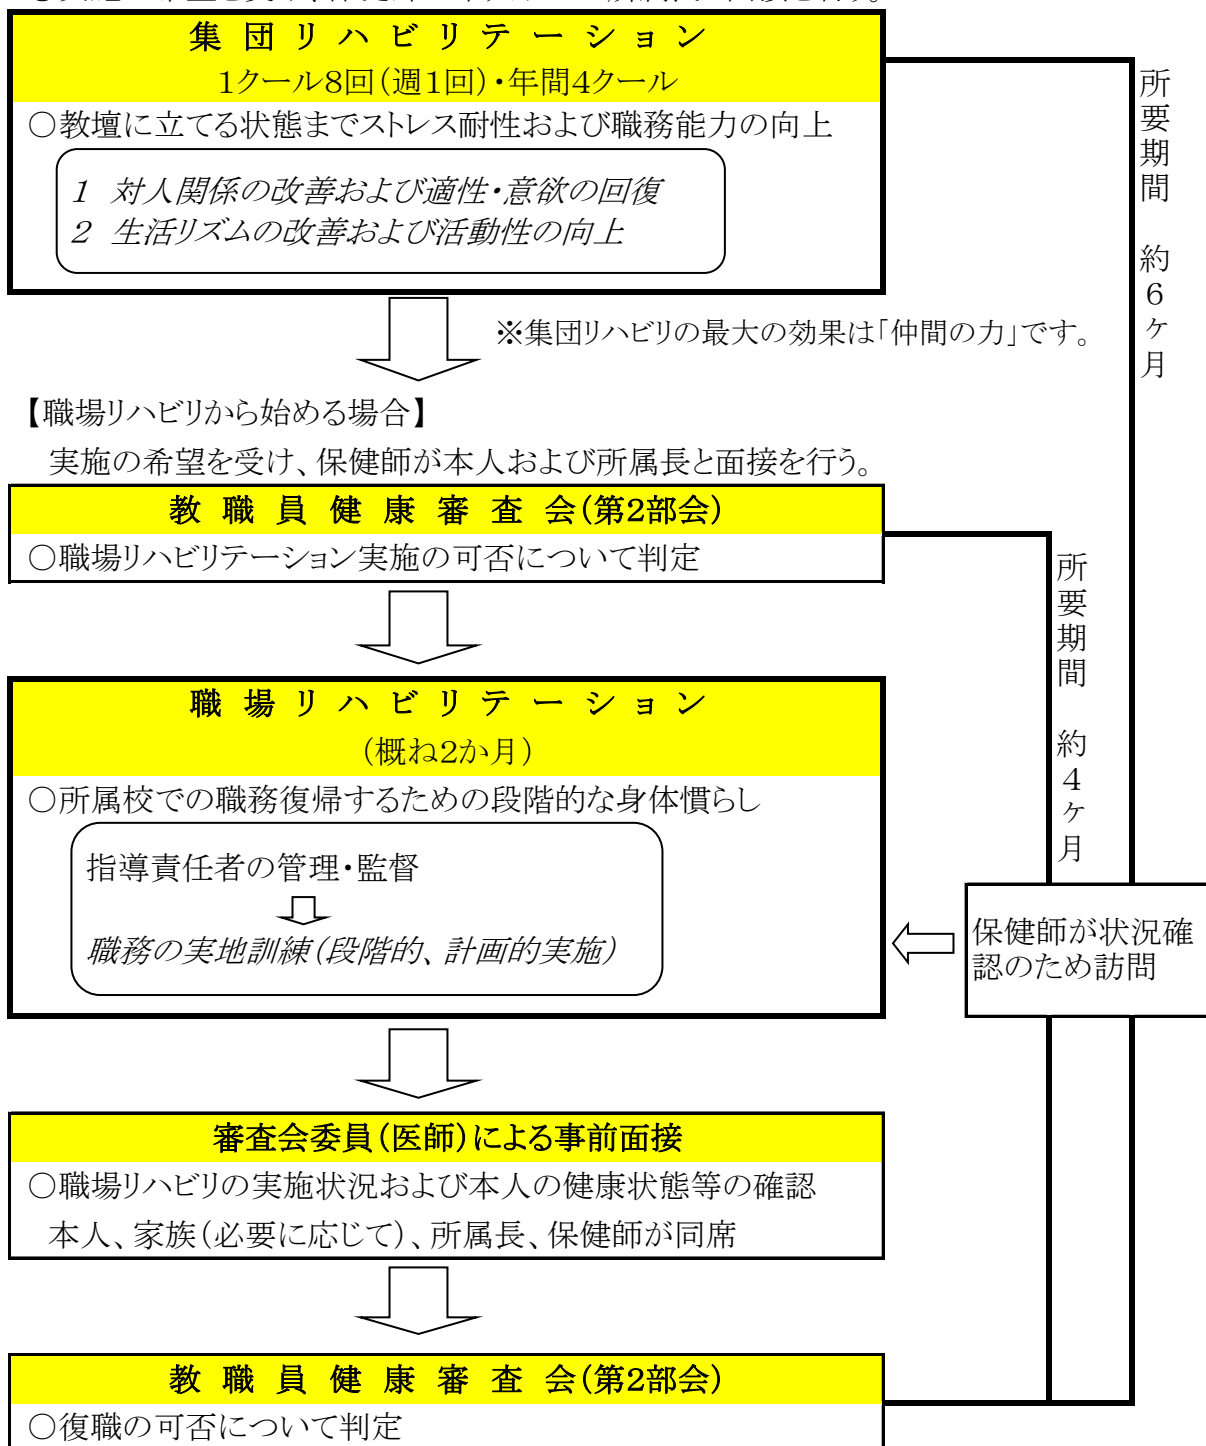 集団リハビリテーション
1クール8回(週1回)・年間4クール
○教壇に立てる状態までストレス耐性および職務能力の向上
1 対人関係の改善および適性・意欲の回復
2 生活リズムの改善および活動性の向上
※集団リハビリの最大の効果は「仲間の力」です。
所要期間 約6ケ月
【職場リハビリから始める場合】
実施の希望を受け、保健師が本人および所属長と面接を行う。
教職員健康審査会(第2部会)
○職場リハビリテーション実施の可否について判定
所要期間 約4ケ月
職場リハビリテーション
(概ね2か月)
○所属校での職務復帰するための段階的な身体慣らし
指導責任者の管理・監督
職務の実地訓練(段階的、計画的実施)
保健師が状況確
認のため訪問
審査会委員(医師)による事前面接
○職場リハビリの実施状況および本人の健康状態等の確認
本人、家族(必要に応じて)、所属長、保健師が同席
教職員健康審査会(第2部会)
○復職の可否について判定